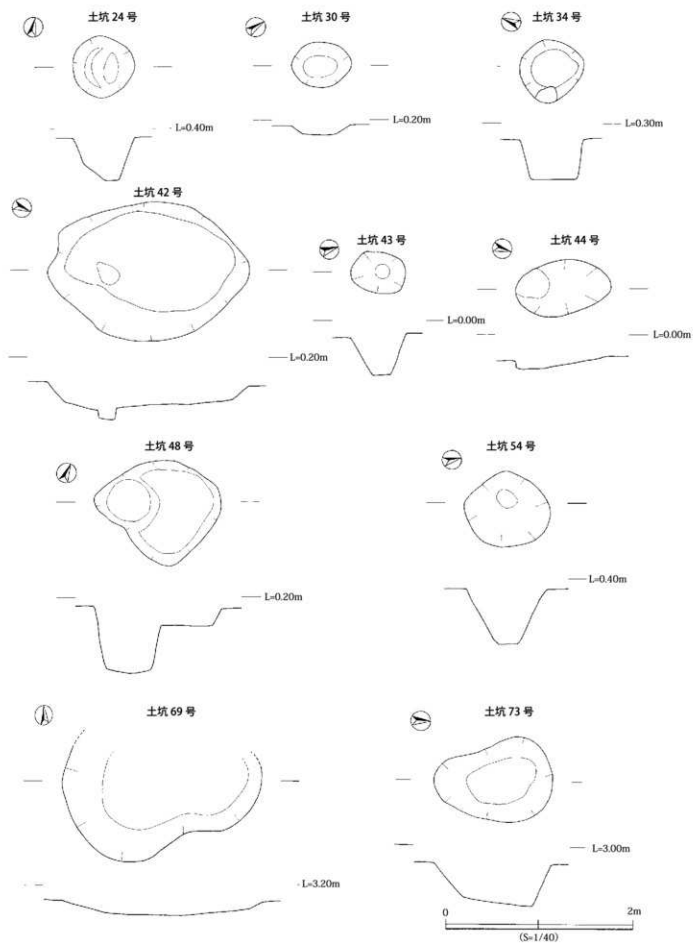 土坑 24 号
土坑 30 号
土坑 34 号
L=0.40m
L=0.20m
L=0.30m
土坑 42 号
土坑 43 号
土坑 44 号
L=0.00m
L=0.00m
L=0.20m
土坑 48 号
土坑 54 号
L=0.40m
L=0.20m
土坑 69 号
土坑 73 号
L=3.00m
L=3.20m
0 2m
(S=1/40)